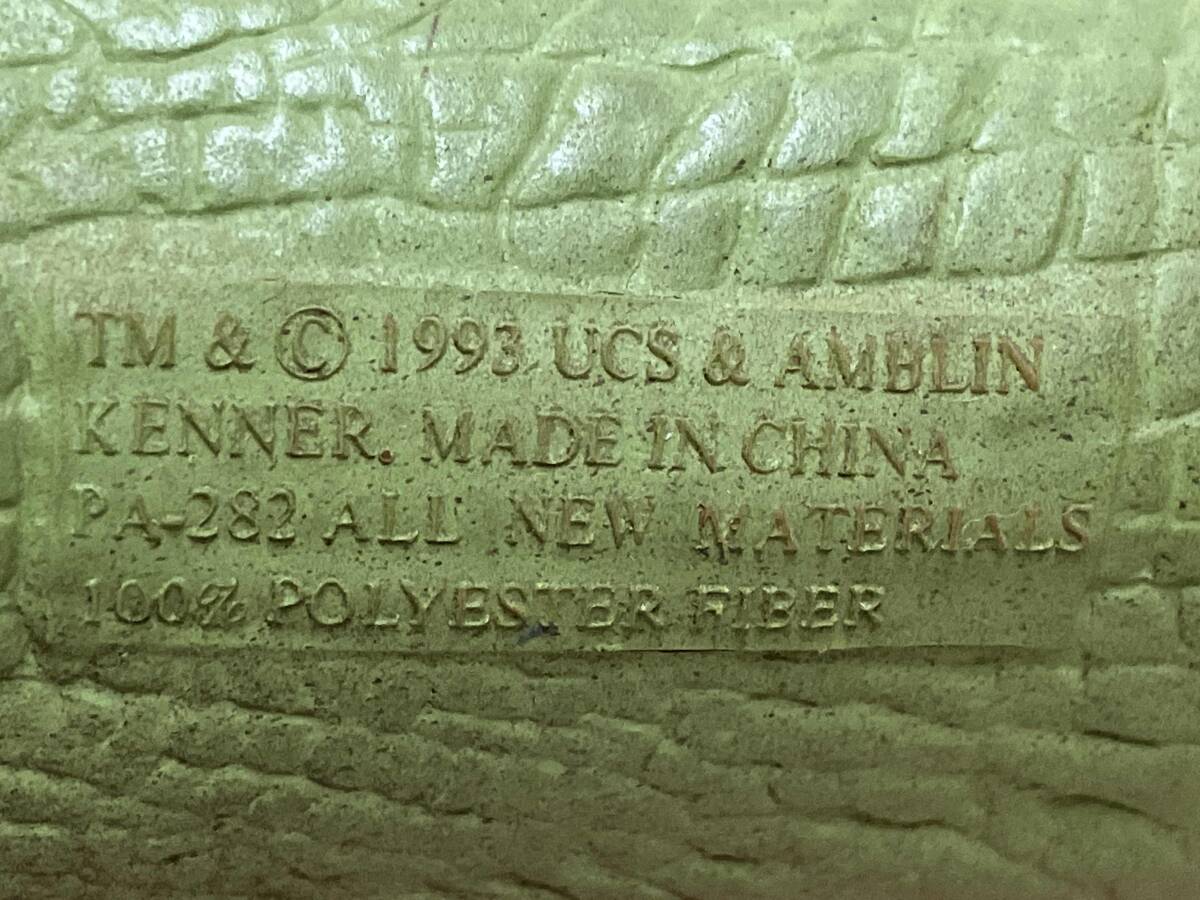 TM & © 1993 UCS & AMBLIN
KENNER. MADE IN CHINA
PA-282 ALL NEW MATERIALS
100% POLYESTER FIBER